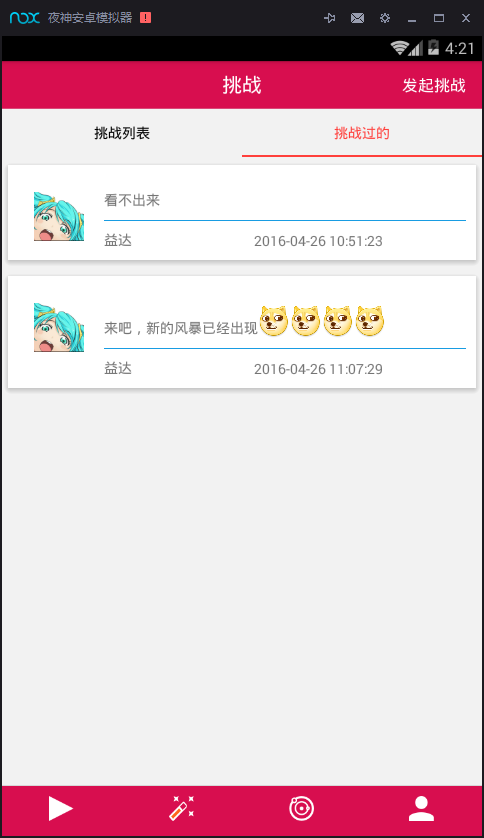 nox 夜神安卓模拟器
4:21
挑战 发起挑战
挑战列表 挑战过的
看不出来
益达 2016-04-26 10:51:23
来吧，新的风暴已经出现
益达 2016-04-26 11:07:29